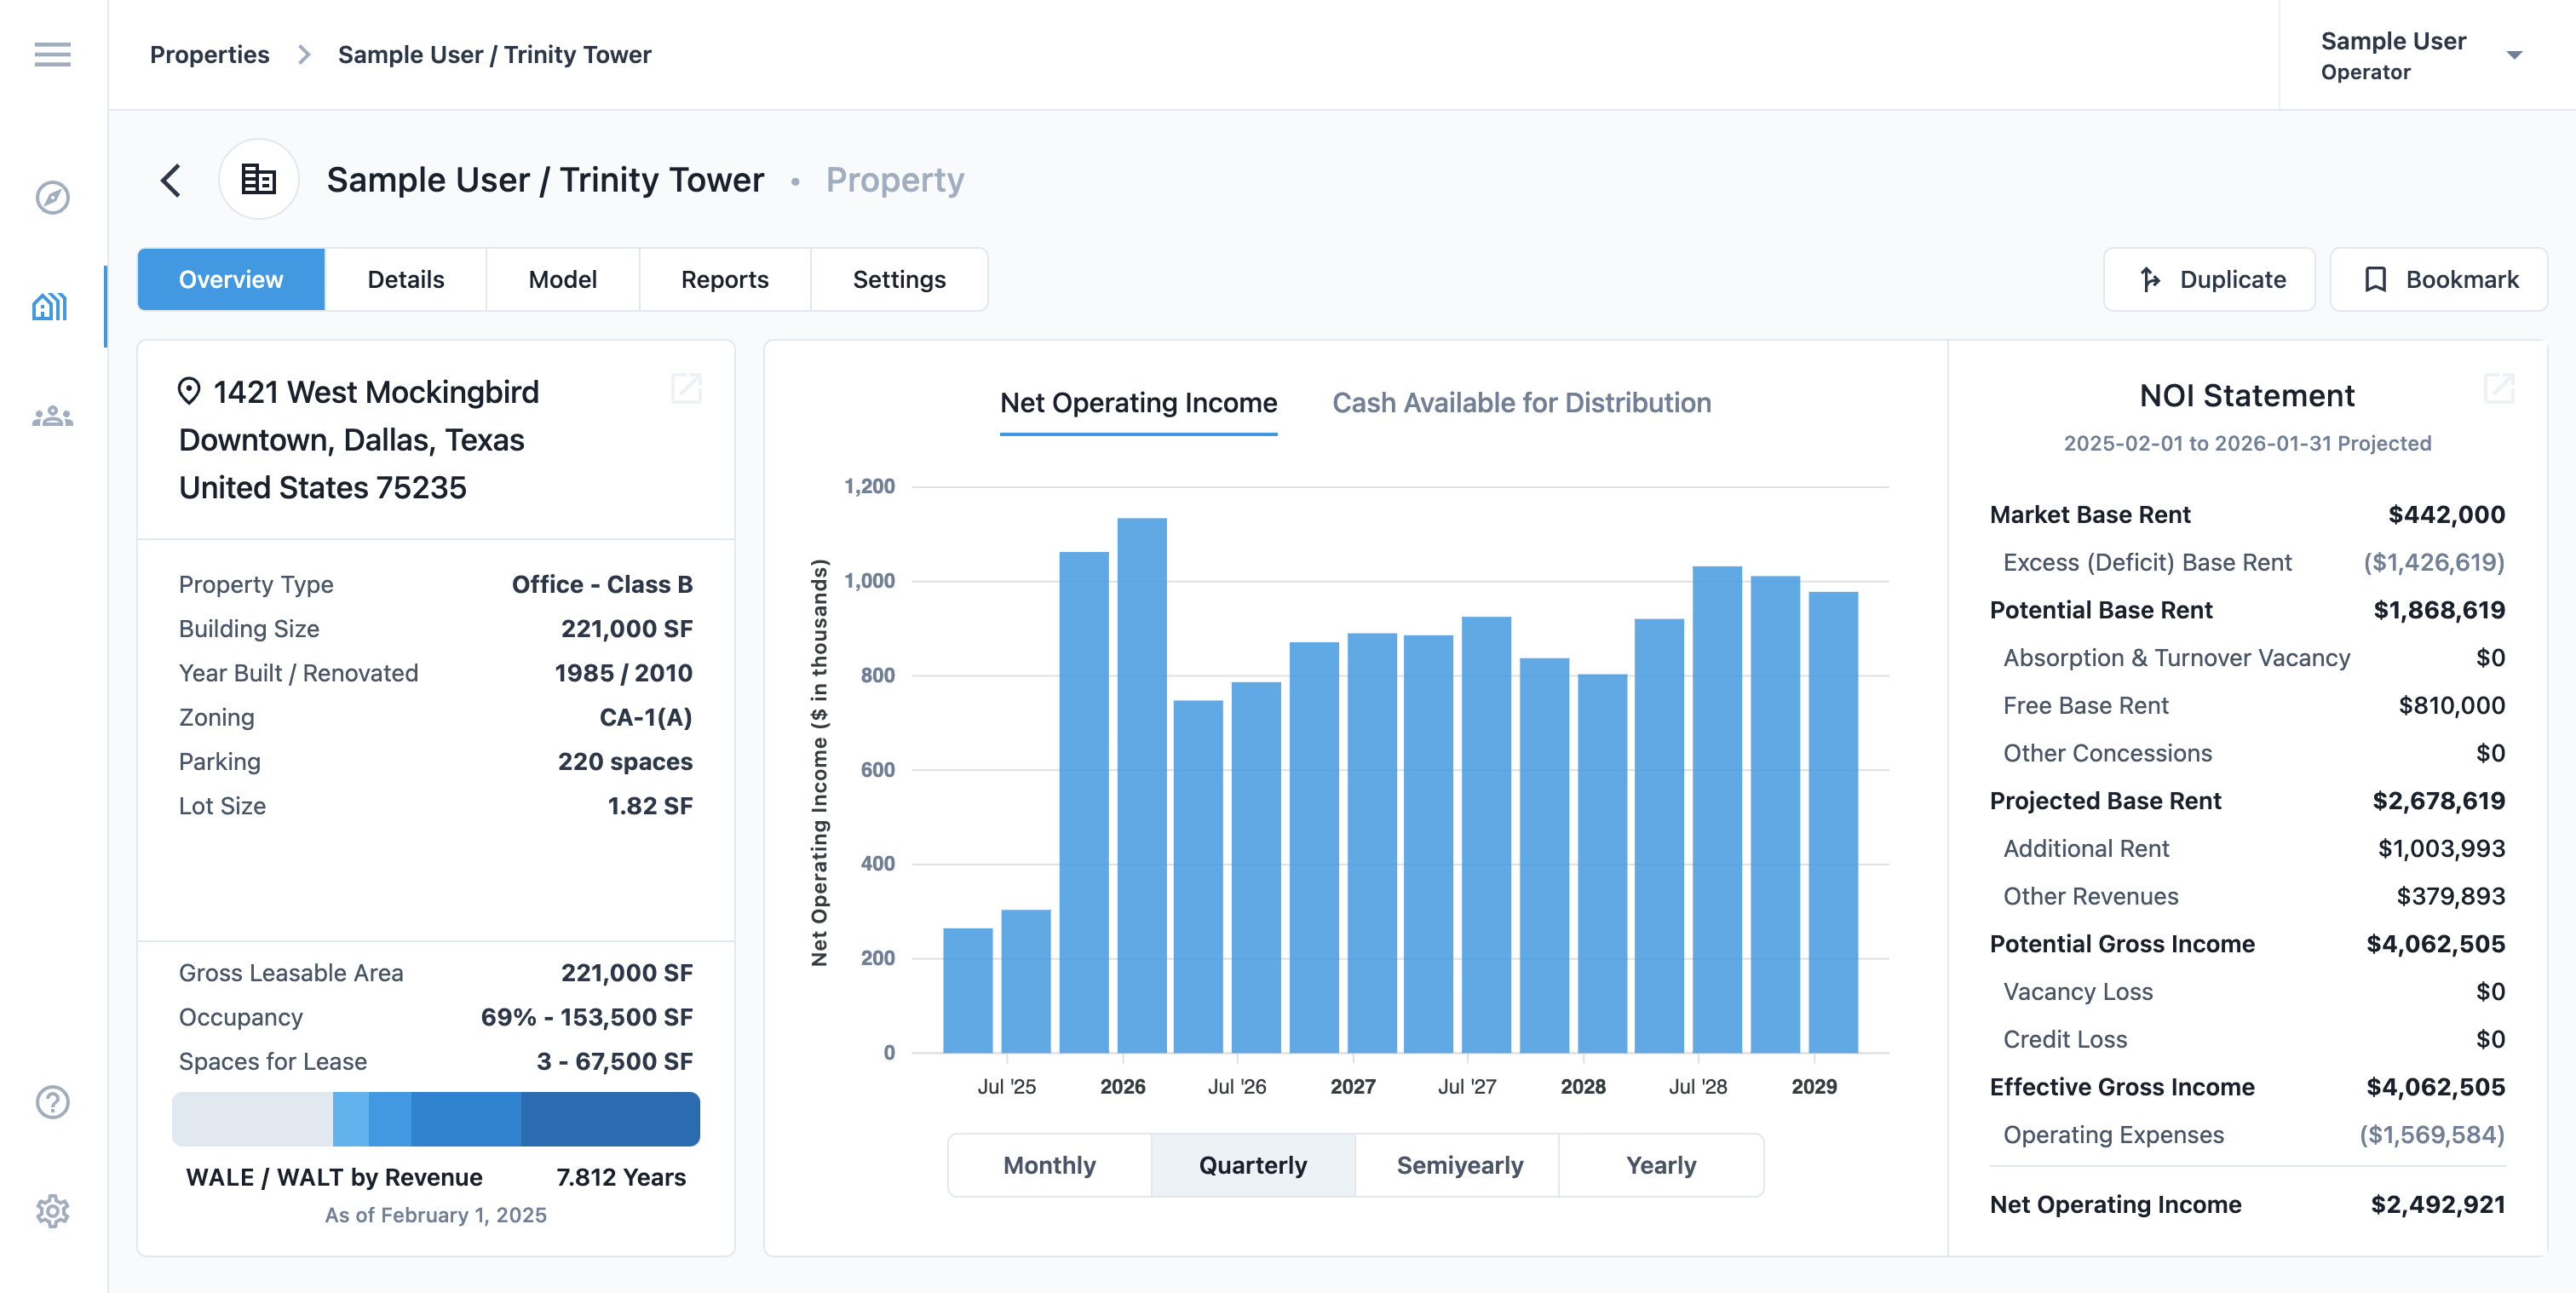 Properties > Sample User / Trinity Tower
Sample User
Operator
Sample User / Trinity Tower • Property
Overview Details Model Reports Settings
Duplicate Bookmark
1421 West Mockingbird
Downtown, Dallas, Texas
United States 75235
Property Type Office - Class B
Building Size 221,000 SF
Year Built / Renovated 1985 / 2010
Zoning CA-1(A)
Parking 220 spaces
Lot Size 1.82 SF
Gross Leasable Area 221,000 SF
Occupancy 69% - 153,500 SF
Spaces for Lease 3 - 67,500 SF
WALE / WALT by Revenue 7.812 Years
As of February 1, 2025
Net Operating Income Cash Available for Distribution
Net Operating Income ($ in thousands)
1,200
1,000
800
600
400
200
0
Jul '25 2026 Jul '26 2027 Jul '27 2028 Jul '28 2029
Monthly Quarterly Semiyearly Yearly
NOI Statement
2025-02-01 to 2026-01-31 Projected
Market Base Rent $442,000
Excess (Deficit) Base Rent ($1,426,619)
Potential Base Rent $1,868,619
Absorption & Turnover Vacancy $0
Free Base Rent $810,000
Other Concessions $0
Projected Base Rent $2,678,619
Additional Rent $1,003,993
Other Revenues $379,893
Potential Gross Income $4,062,505
Vacancy Loss $0
Credit Loss $0
Effective Gross Income $4,062,505
Operating Expenses ($1,569,584)
Net Operating Income $2,492,921